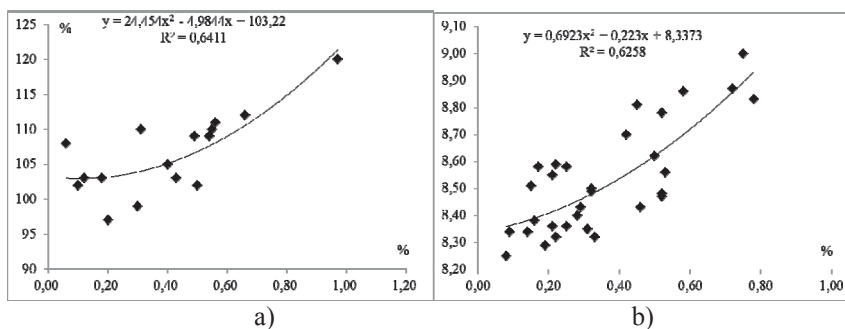 y = 24,454x² - 4,9844x − 103,22
R² = 0,6411
%
125
120
115
110
105
100
95
90
0,00 0,20 0,40 0,60 0,80 1,00 1,20
%
a)
y = 0,6923x² − 0,223x + 8,3373
R² = 0,6258
9,10
9,00
8,90
8,80
8,70
8,60
8,50
8,40
8,30
8,20
0,00 0,20 0,40 0,60 0,80 1,00
%
b)